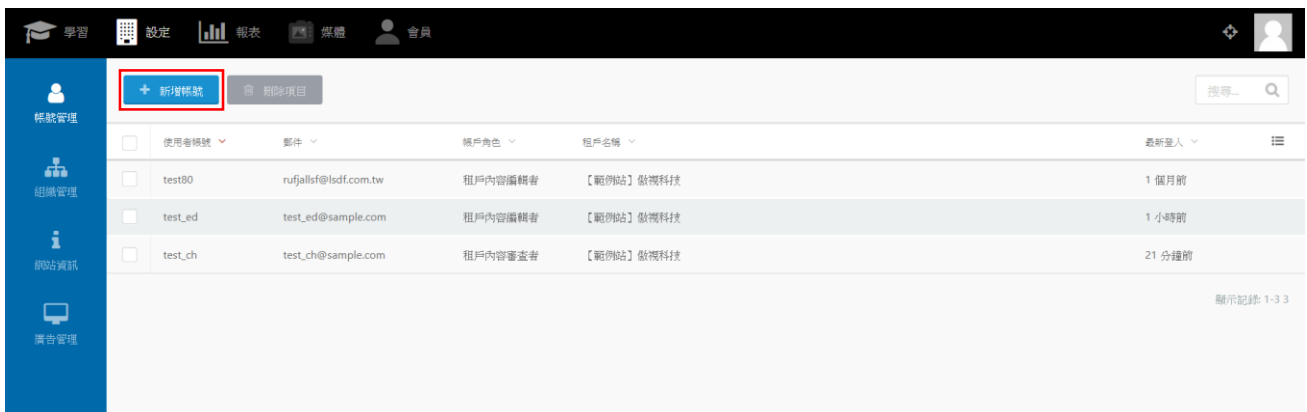 學習 設定 報表 媒體 會員
帳號管理
組織管理
網站資訊
廣告管理
+ 新增帳號 刪除項目 搜尋...
使用者帳號 郵件 帳戶角色 租戶名稱 最新登入
test80 rufjallsf@lsdf.com.tw 租戶內容編輯者 【範例站】傲視科技 1 個月前
test_ed test_ed@sample.com 租戶內容編輯者 【範例站】傲視科技 1 小時前
test_ch test_ch@sample.com 租戶內容審查者 【範例站】傲視科技 21 分鐘前
顯示記錄: 1-3 3